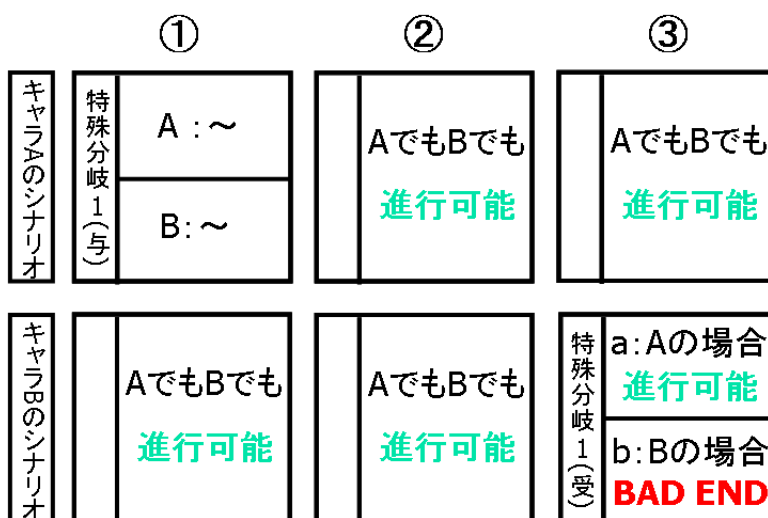 ① ② ③
キャラAのシナリオ
特殊分岐1(与)
A:～
B:～
AでもBでも
進行可能
AでもBでも
進行可能
キャラBのシナリオ
AでもBでも
進行可能
AでもBでも
進行可能
特殊分岐1(受)
a:Aの場合
進行可能
b:Bの場合
BAD END